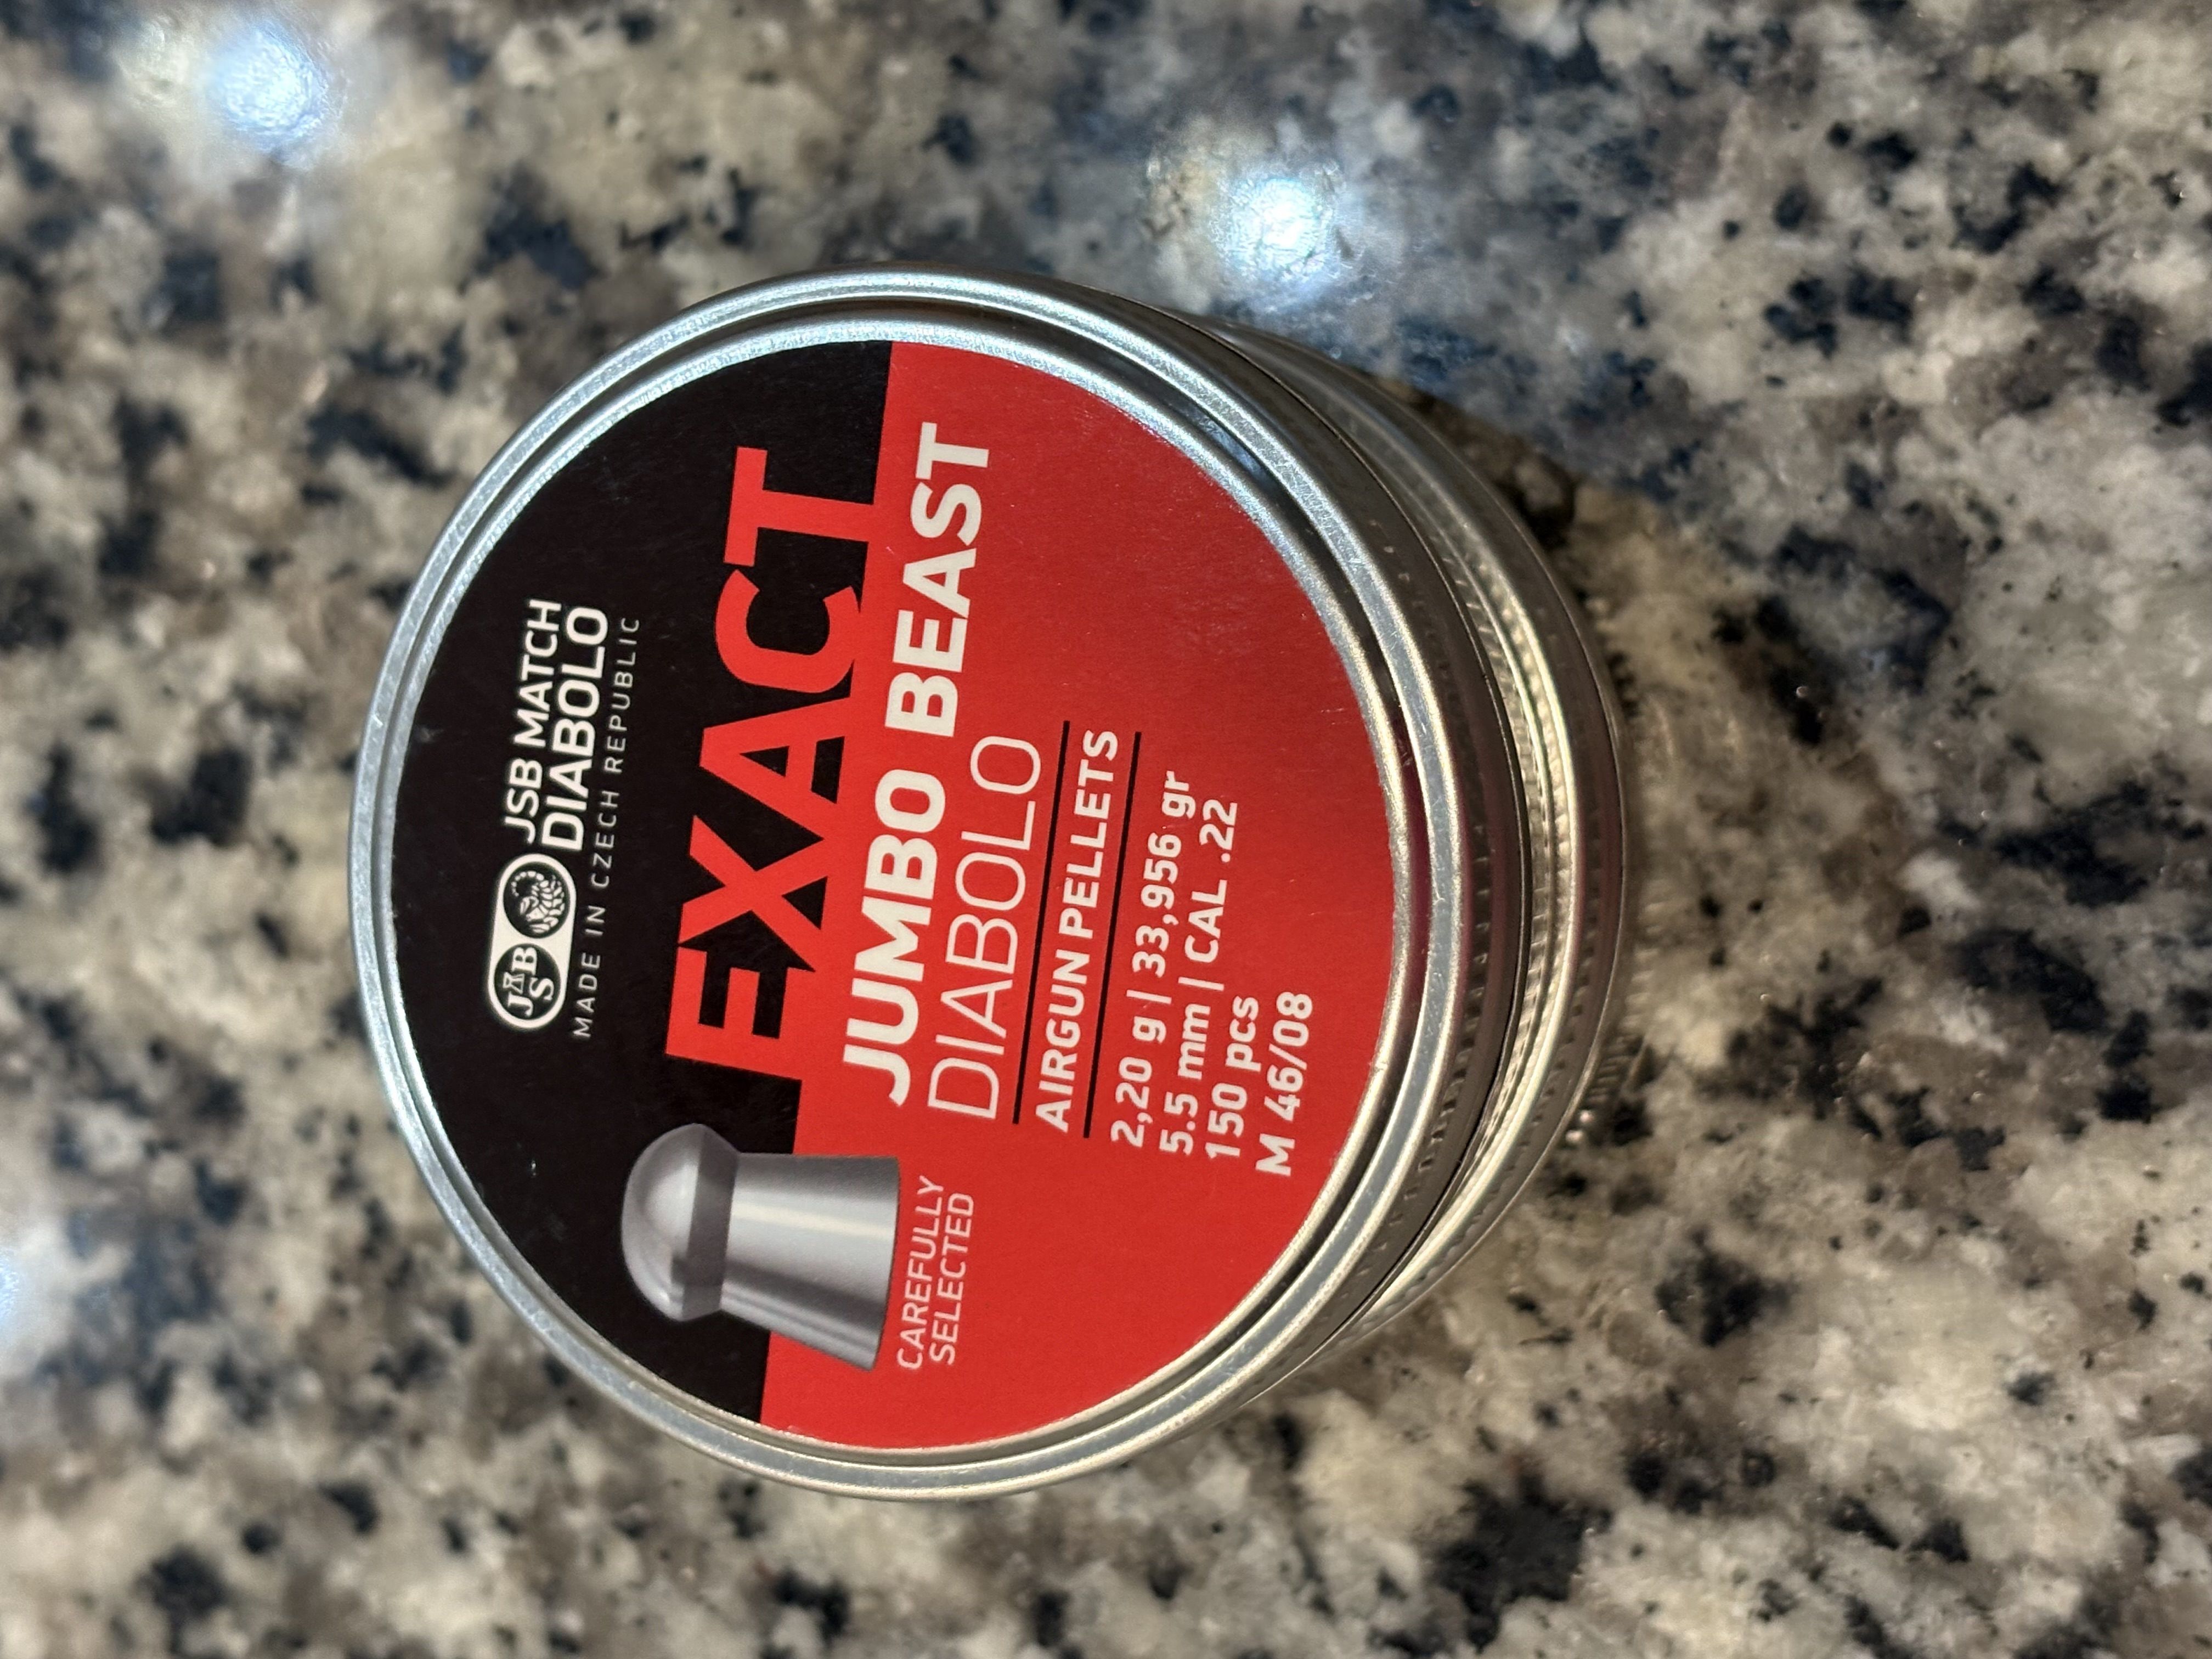 JSB
JSB MATCH
DIABOLO
MADE IN CZECH REPUBLIC
EXACT
JUMBO BEAST
DIABOLO
AIRGUN PELLETS
2,20 g | 33,956 gr
5.5 mm | CAL .22
150 pcs
M 46/08
CAREFULLY
SELECTED